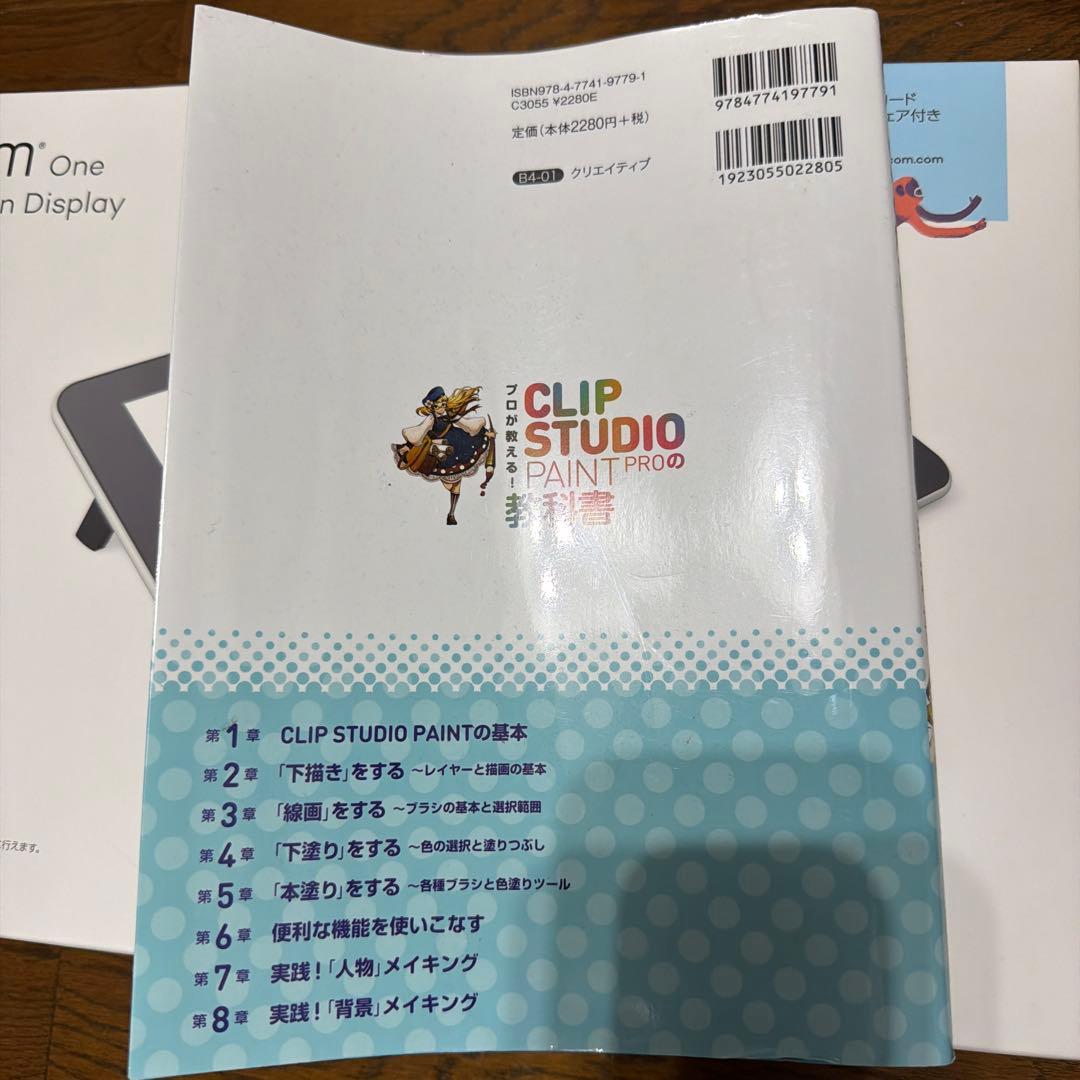 ISBN978-4-7741-9779-1
C3055 ¥2280E
定価(本体2280円+税)
B4-01 クリエイティブ
9784774197791
1923055022805
m® One
n Display
ード
ェア付き
com.com
プロが教える!
CLIP
STUDIO
PAINT PROの
教科書
第1章 CLIP STUDIO PAINTの基本
第2章 「下描き」をする 〜レイヤーと描画の基本
第3章 「線画」をする 〜ブラシの基本と選択範囲
第4章 「下塗り」をする 〜色の選択と塗りつぶし
第5章 「本塗り」をする 〜各種ブラシと色塗りツール
第6章 便利な機能を使いこなす
第7章 実践!「人物」メイキング
第8章 実践!「背景」メイキング
行えます。